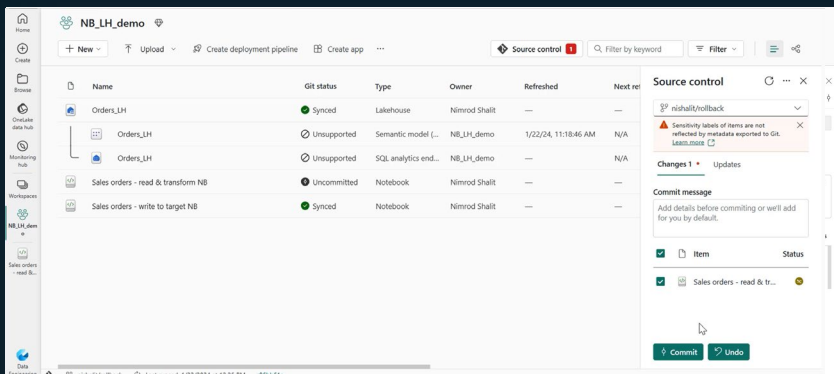 Home
Create
Browse
OneLake
data hub
Monitoring
hub
Workspaces
NB_LH_dem
o
Sales orders
- read &...
Data
NB_LH_demo
New
Upload
Create deployment pipeline
Create app
...
Source control 1
Filter by keyword
Filter
Name Git status Type Owner Refreshed Next ref
Orders_LH Synced Lakehouse Nimrod Shalit —
Orders_LH Unsupported Semantic model (... NB_LH_demo 1/22/24, 11:18:46 AM N/A
Orders_LH Unsupported SQL analytics end... NB_LH_demo — N/A
Sales orders - read & transform NB Uncommitted Notebook Nimrod Shalit — —
Sales orders - write to target NB Synced Notebook Nimrod Shalit — —
Source control
nishalit/rollback
Sensitivity labels of items are not
reflected by metadata exported to Git.
Learn more
Changes 1 Updates
Commit message
Add details before commiting or we'll add
for you by default.
Item Status
Sales orders - read & tr...
Commit Undo